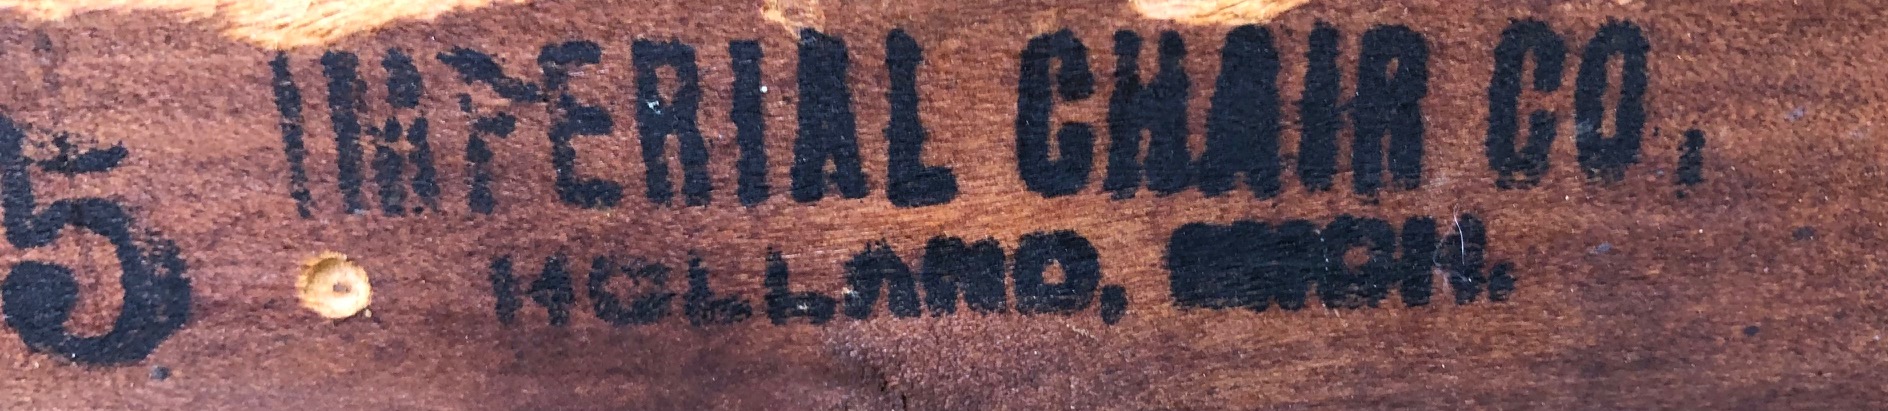 IMPERIAL CHAIR CO,
5
HOLLAND, MICH.